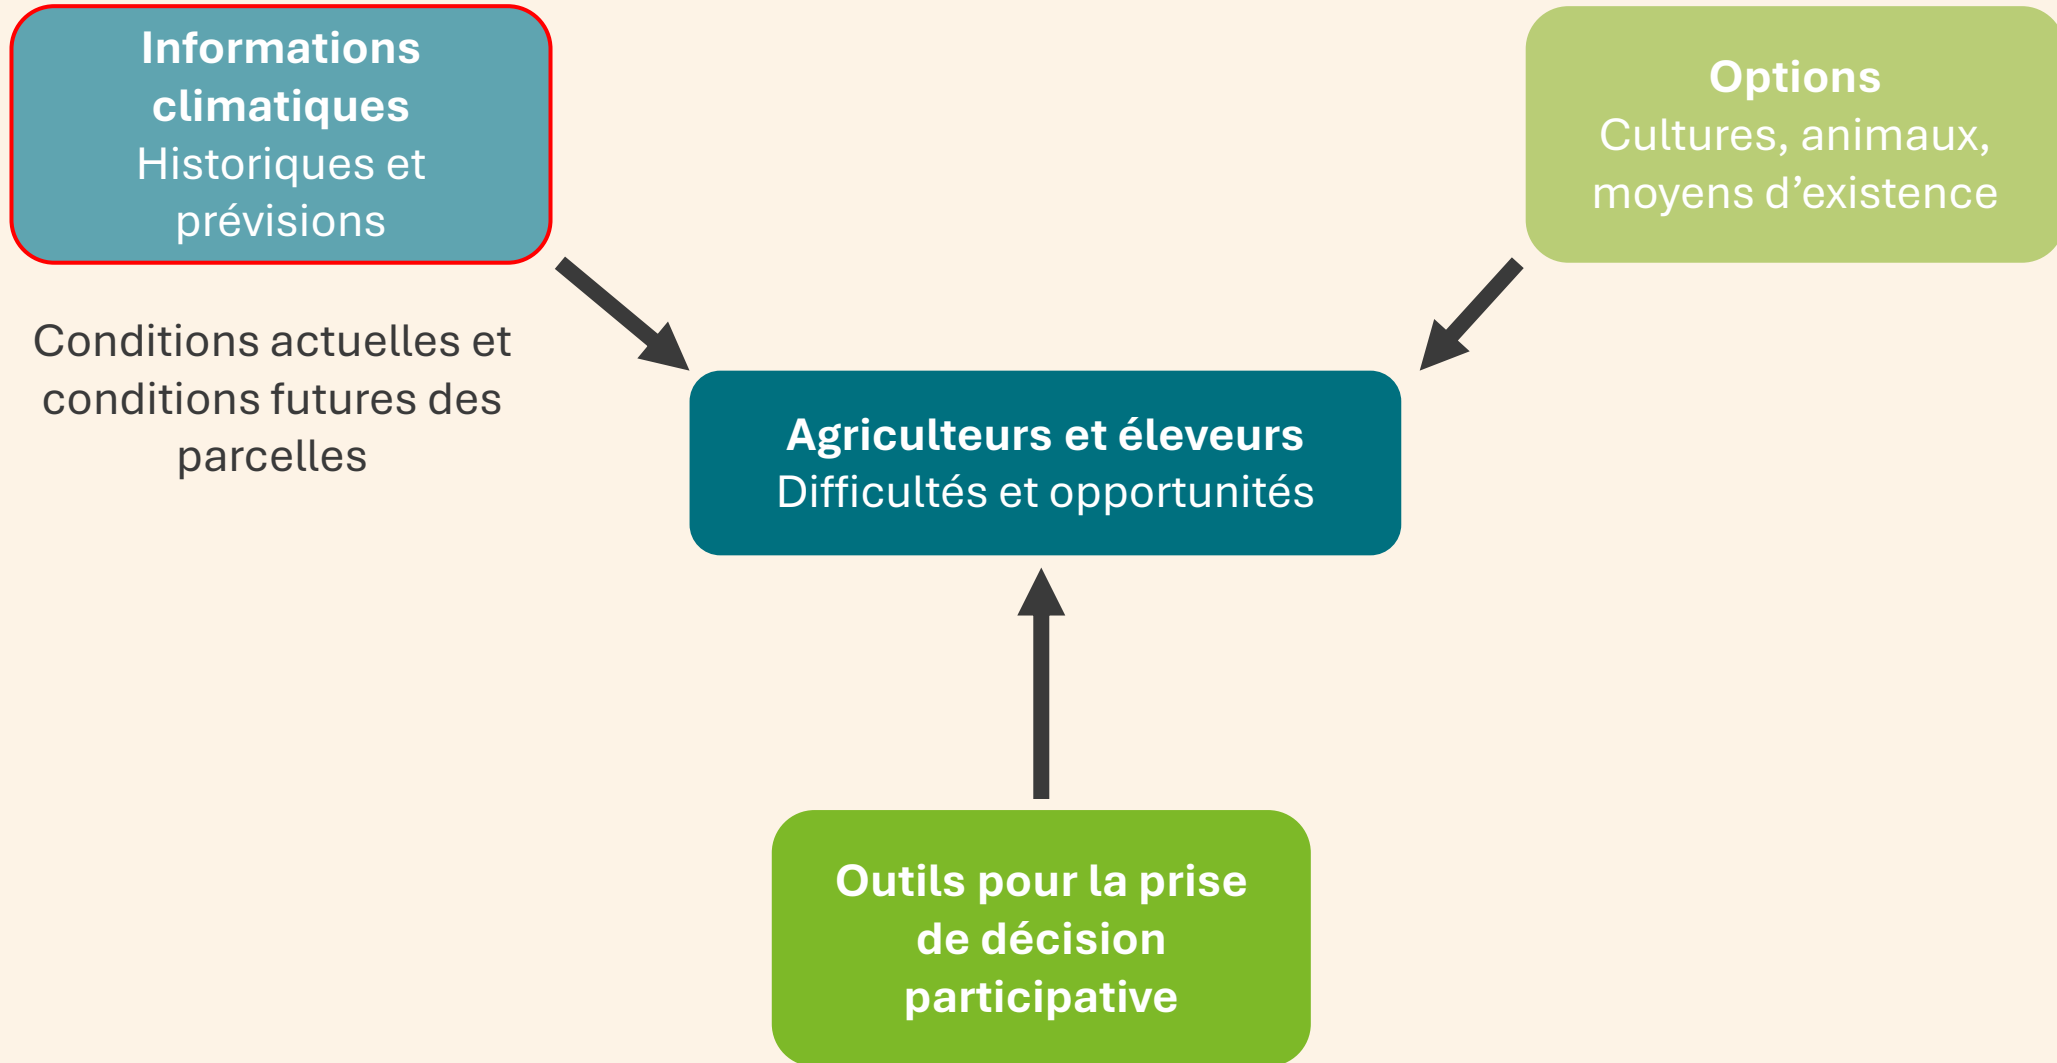 Informations
climatiques
Historiques et
prévisions
Options
Cultures, animaux,
moyens d’existence
Conditions actuelles et
conditions futures des
parcelles
Agriculteurs et éleveurs
Difficultés et opportunités
Outils pour la prise
de décision
participative